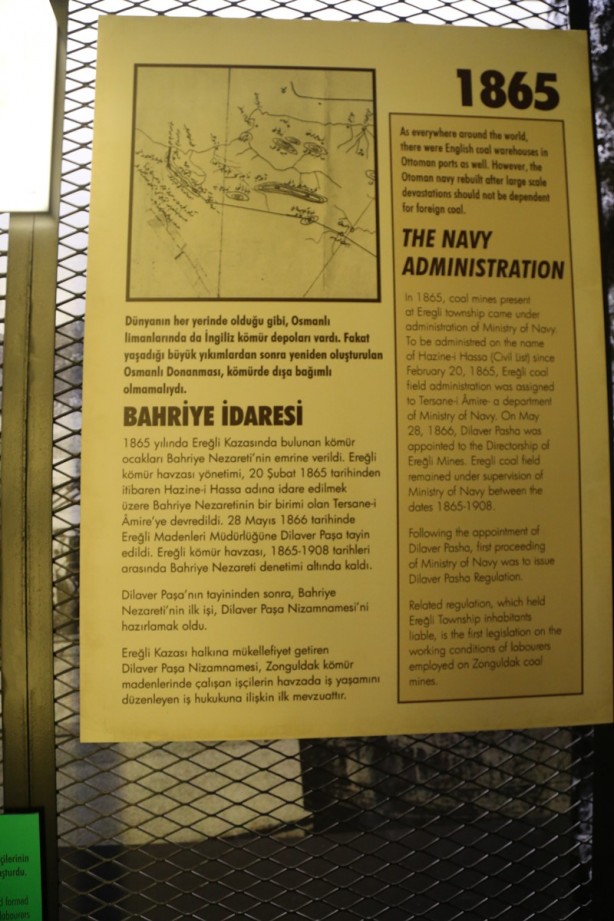 1865
As everywhere around the world,
there were English coal warehouses in
Ottoman ports as well. However, the
Otoman navy rebuilt after large scale
devastations should not be dependent
for foreign coal.
THE NAVY
ADMINISTRATION
In 1865, coal mines present
at Eregli township came under
administration of Ministry of Navy.
To be administred on the name
of Hazine-i Hassa (Civil List) since
February 20, 1865, Ereğli coal
field administration was assigned
to Tersane-i Âmire- a department
of Ministry of Navy. On May
28, 1866, Dilaver Pasha was
appointed to the Directorship of
Ereğli Mines. Eregli coal field
remained under supervision of
Ministry of Navy between the
dates 1865-1908.
Following the appointment of
Dilaver Pasha, first proceeding
of Ministry of Navy was to issue
Dilaver Pasha Regulation.
Related regulation, which held
Ereğli Township inhabitants
liable, is the first legislation on the
working conditions of labourers
employed on Zonguldak coal
mines.
Dünyanın her yerinde olduğu gibi, Osmanlı
limanlarında da İngiliz kömür depoları vardı. Fakat
yaşadığı büyük yıkımlardan sonra yeniden oluşturulan
Osmanlı Donanması, kömürde dışa bağımlı
olmamalıydı.
BAHRİYE İDARESİ
1865 yılında Ereğli Kazasında bulunan kömür
ocakları Bahriye Nezareti'nin emrine verildi. Ereğli
kömür havzası yönetimi, 20 Şubat 1865 tarihinden
itibaren Hazine-i Hassa adına idare edilmek
üzere Bahriye Nezaretinin bir birimi olan Tersane-i
Âmire'ye devredildi. 28 Mayıs 1866 tarihinde
Ereğli Madenleri Müdürlüğüne Dilaver Paşa tayin
edildi. Ereğli kömür havzası, 1865-1908 tarihleri
arasında Bahriye Nezareti denetimi altında kaldı.
Dilaver Paşa'nın tayininden sonra, Bahriye
Nezareti'nin ilk işi, Dilaver Paşa Nizamnamesi'ni
hazırlamak oldu.
Ereğli Kazası halkına mükellefiyet getiren
Dilaver Paşa Nizamnamesi, Zonguldak kömür
madenlerinde çalışan işçilerin havzada iş yaşamını
düzenleyen iş hukukuna ilişkin ilk mevzuattır.